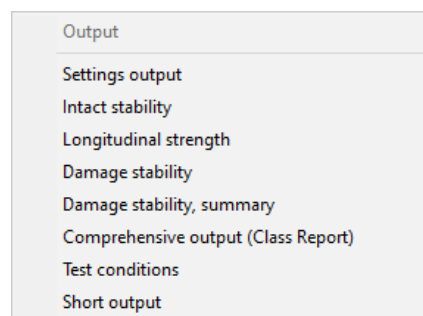 Output
Settings output
Intact stability
Longitudinal strength
Damage stability
Damage stability, summary
Comprehensive output (Class Report)
Test conditions
Short output